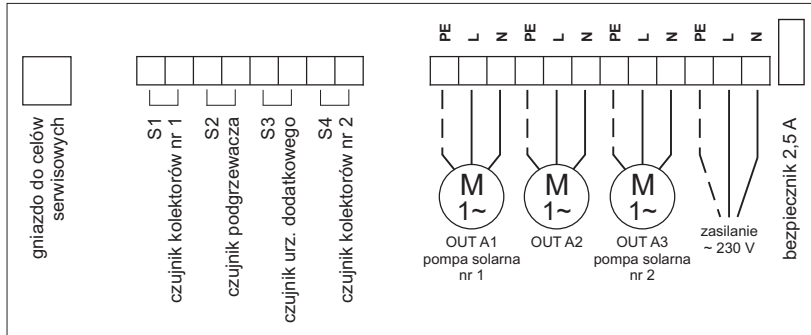 gniazdo do celów
serwisowych
S1
czujnik kolektorów nr 1
S2
czujnik podgrzewacza
S3
czujnik urz. dodatkowego
S4
czujnik kolektorów nr 2
PE L N PE L N PE L N PE L N
M
1~
OUT A1
pompa solarna
nr 1
M
1~
OUT A2
M
1~
OUT A3
pompa solarna
nr 2
zasilanie
~ 230 V
bezpiecznik 2,5 A